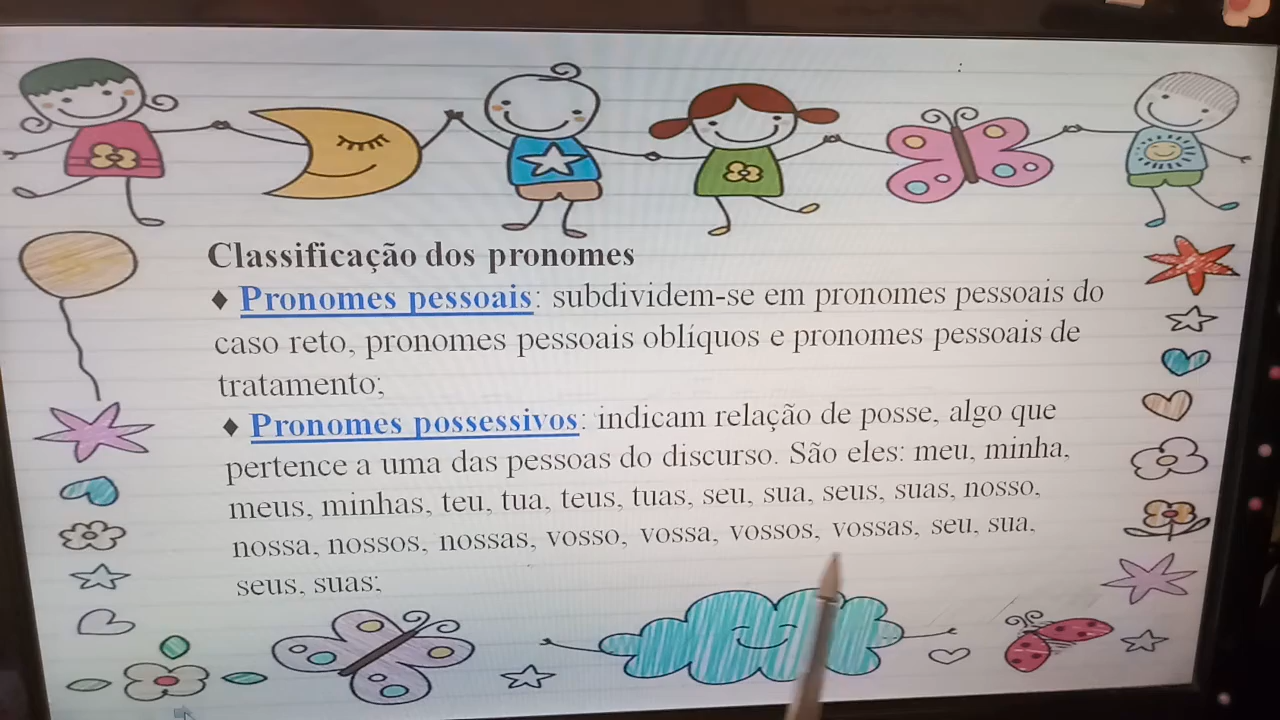 Classificação dos pronomes
♦ Pronomes pessoais: subdividem-se em pronomes pessoais do
caso reto, pronomes pessoais oblíquos e pronomes pessoais de
tratamento;
♦ Pronomes possessivos: indicam relação de posse, algo que
pertence a uma das pessoas do discurso. São eles: meu, minha,
meus, minhas, teu, tua, teus, tuas, seu, sua, seus, suas, nosso,
nossa, nossos, nossas, vosso, vossa, vossos, vossas, seu, sua,
seus, suas;